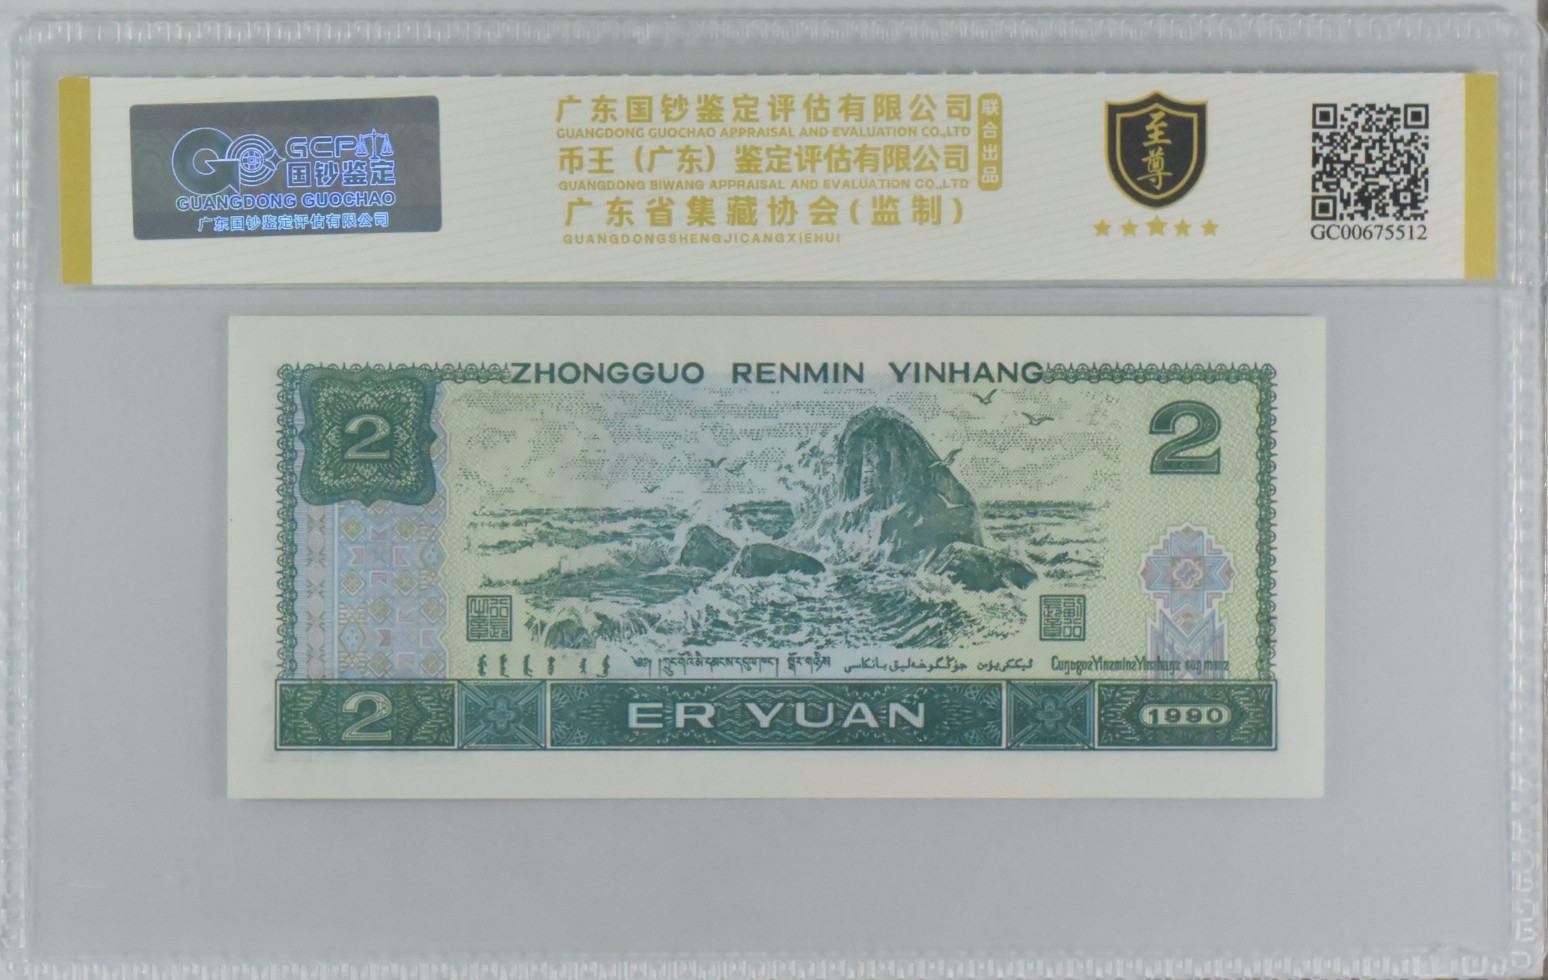 GCP
国钞鉴定
GUANGDONG GUOCHAO
广东国钞鉴定评估有限公司
广东国钞鉴定评估有限公司
GUANGDONG GUOCHAO APPRAISAL AND EVALUATION CO.,LTD
币王（广东）鉴定评估有限公司
GUANGDONG BIWANG APPRAISAL AND EVALUATION CO.,LTD
广东省集藏协会(监制)
GUANGDONGSHENGJICANGXIEHUI
联合出品
至尊
GC00675512
ZHONGGUO RENMIN YINHANG
2
2
2
ER YUAN
1990